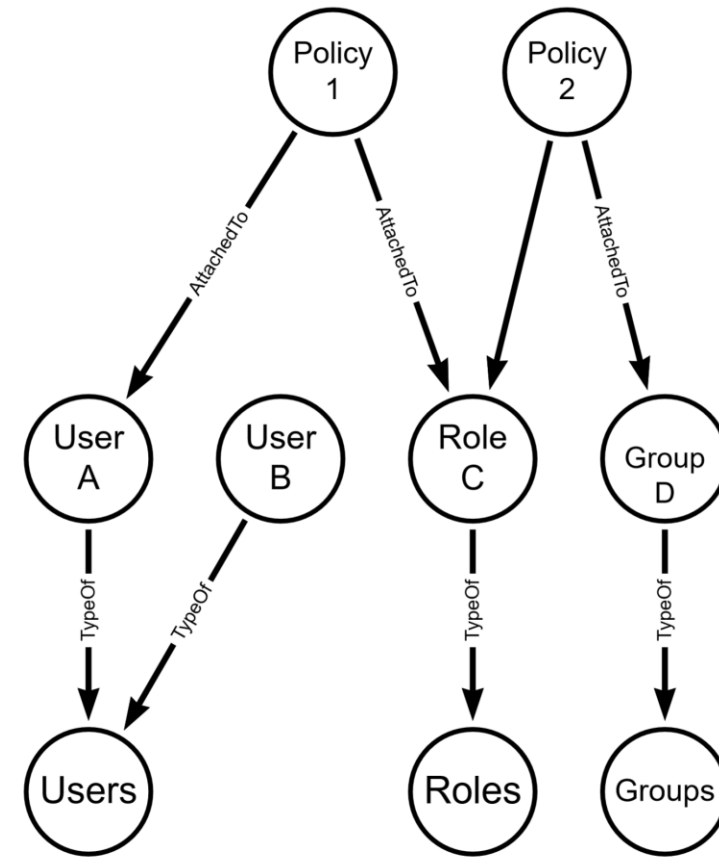 Policy
1
Policy
2
AttachedTo
AttachedTo
AttachedTo
User
A
User
B
Role
C
Group
D
TypeOf
TypeOf
TypeOf
TypeOf
Users
Roles
Groups